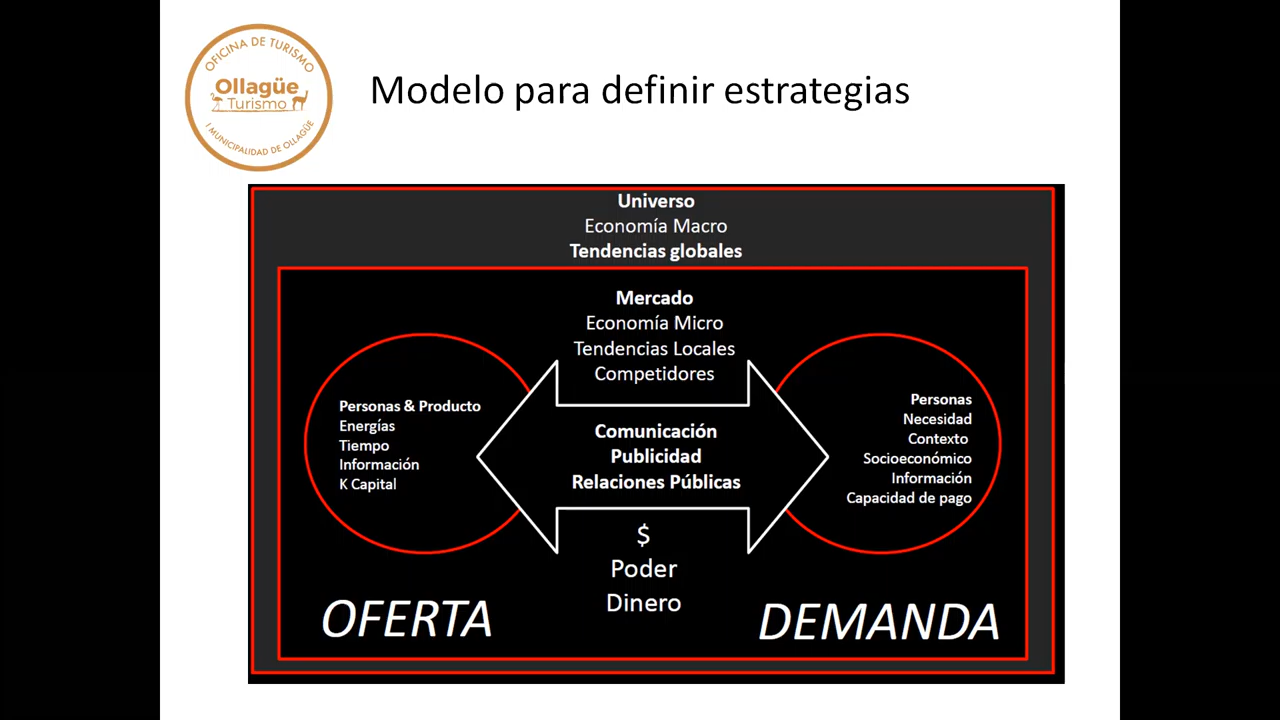 OFICINA DE TURISMO
Ollagüe
Turismo
I MUNICIPALIDAD DE OLLAGÜE
Modelo para definir estrategias
Universo
Economía Macro
Tendencias globales
Mercado
Economía Micro
Tendencias Locales
Competidores
Personas & Producto
Energías
Tiempo
Información
K Capital
Comunicación
Publicidad
Relaciones Públicas
Personas
Necesidad
Contexto
Socioeconómico
Información
Capacidad de pago
$
Poder
Dinero
OFERTA
DEMANDA